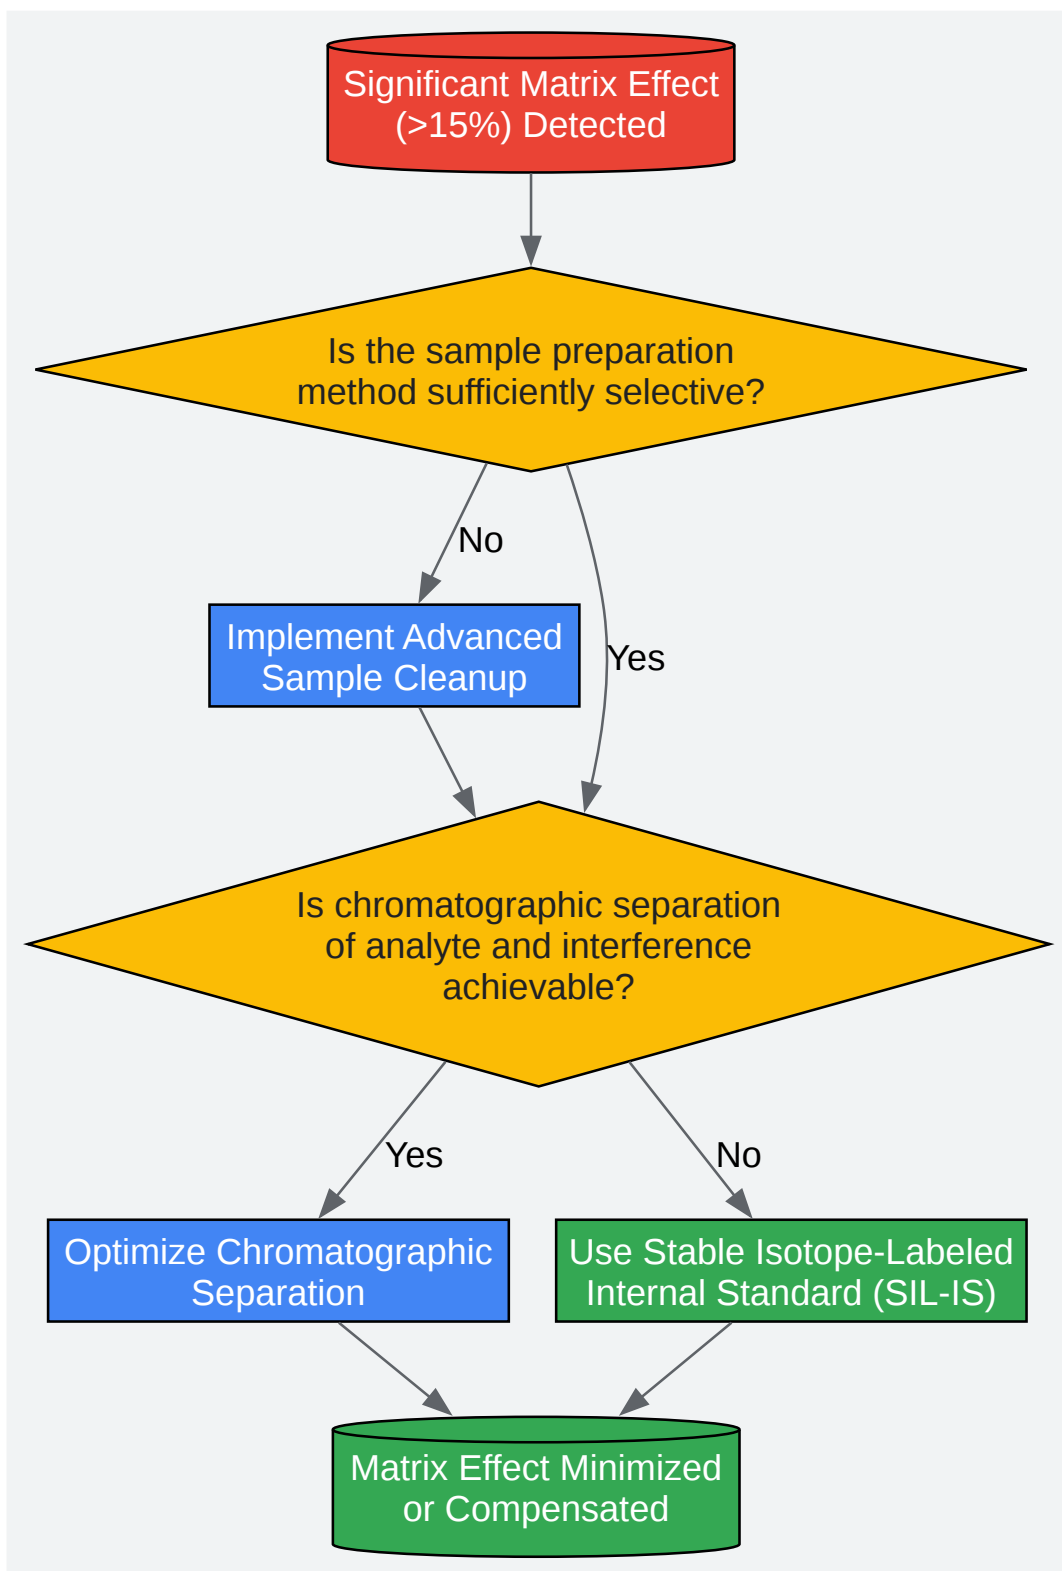 Significant Matrix Effect
(>15%) Detected
Is the sample preparation
method sufficiently selective?
No
Implement Advanced
Sample Cleanup
Yes
Is chromatographic separation
of analyte and interference
achievable?
Yes
No
Optimize Chromatographic
Separation
Use Stable Isotope-Labeled
Internal Standard (SIL-IS)
Matrix Effect Minimized
or Compensated